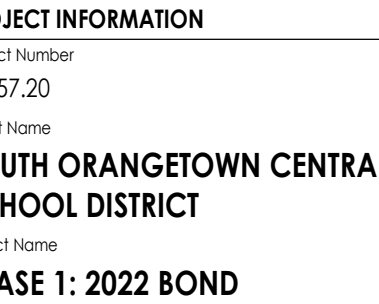 OJECT INFORMATION
ct Number
57.20
t Name
UTH ORANGETOWN CENTRA
HOOL DISTRICT
ct Name
ASE 1: 2022 BOND